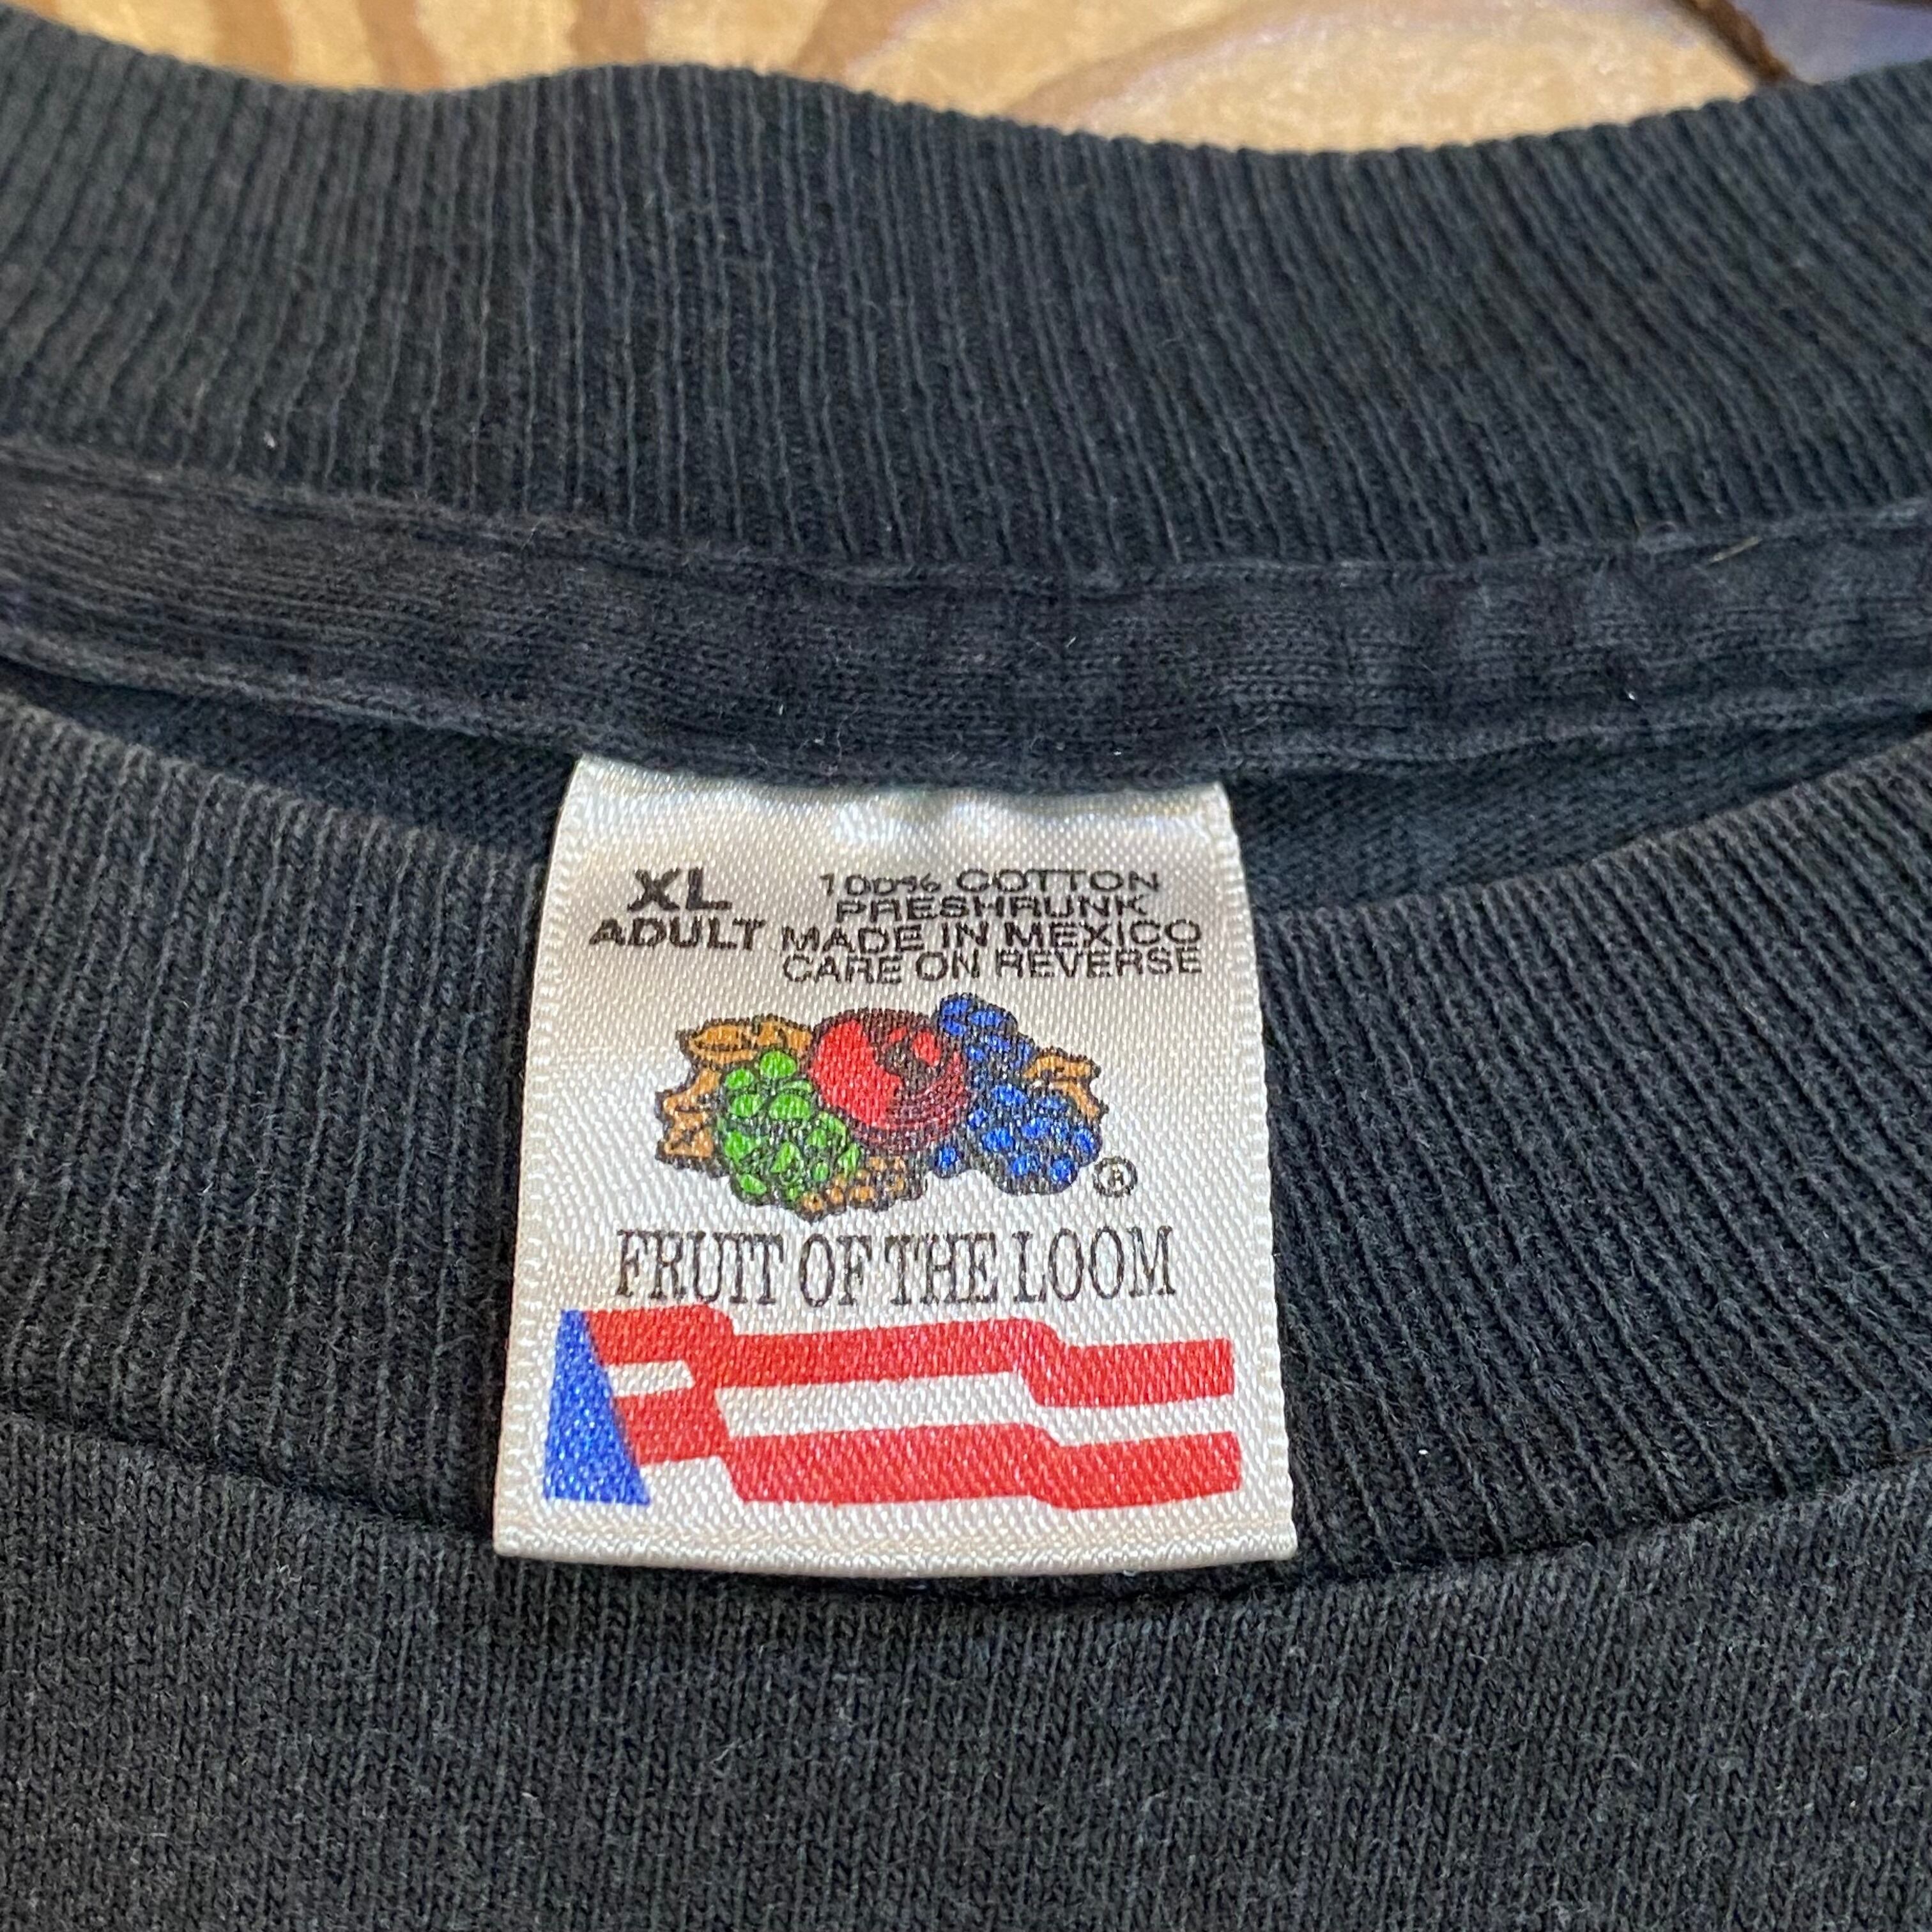 XL
ADULT
100% COTTON
PRESHRUNK
MADE IN MEXICO
CARE ON REVERSE
®
FRUIT OF THE LOOM